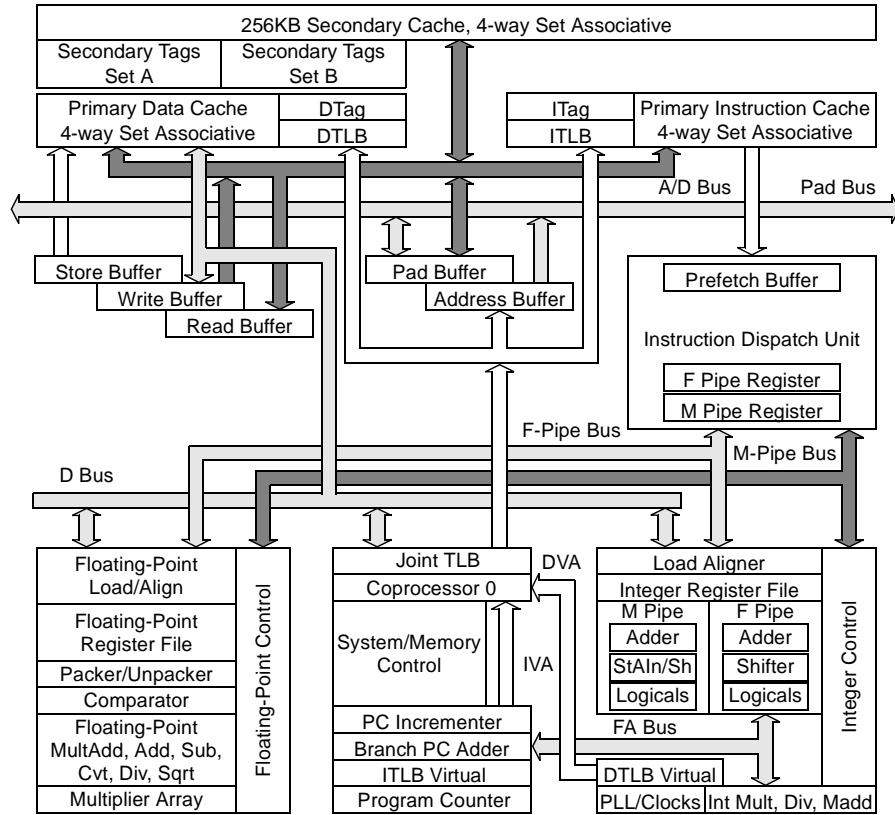 256KB Secondary Cache, 4-way Set Associative
Secondary Tags
Set A
Secondary Tags
Set B
Primary Data Cache
4-way Set Associative
DTag
DTLB
ITag
ITLB
Primary Instruction Cache
4-way Set Associative
A/D Bus
Pad Bus
Store Buffer
Write Buffer
Read Buffer
Pad Buffer
Address Buffer
Prefetch Buffer
Instruction Dispatch Unit
F Pipe Register
M Pipe Register
F-Pipe Bus
M-Pipe Bus
D Bus
Floating-Point
Load/Align
Floating-Point
Register File
Packer/Unpacker
Comparator
Floating-Point
MultAdd, Add, Sub,
Cvt, Div, Sqrt
Multiplier Array
Floating-Point Control
Joint TLB
Coprocessor 0
System/Memory
Control
PC Incrementer
Branch PC Adder
ITLB Virtual
Program Counter
DVA
IVA
FA Bus
Load Aligner
Integer Register File
M Pipe
Adder
StAln/Sh
Logicals
F Pipe
Adder
Shifter
Logicals
Integer Control
DTLB Virtual
PLL/Clocks
Int Mult, Div, Madd